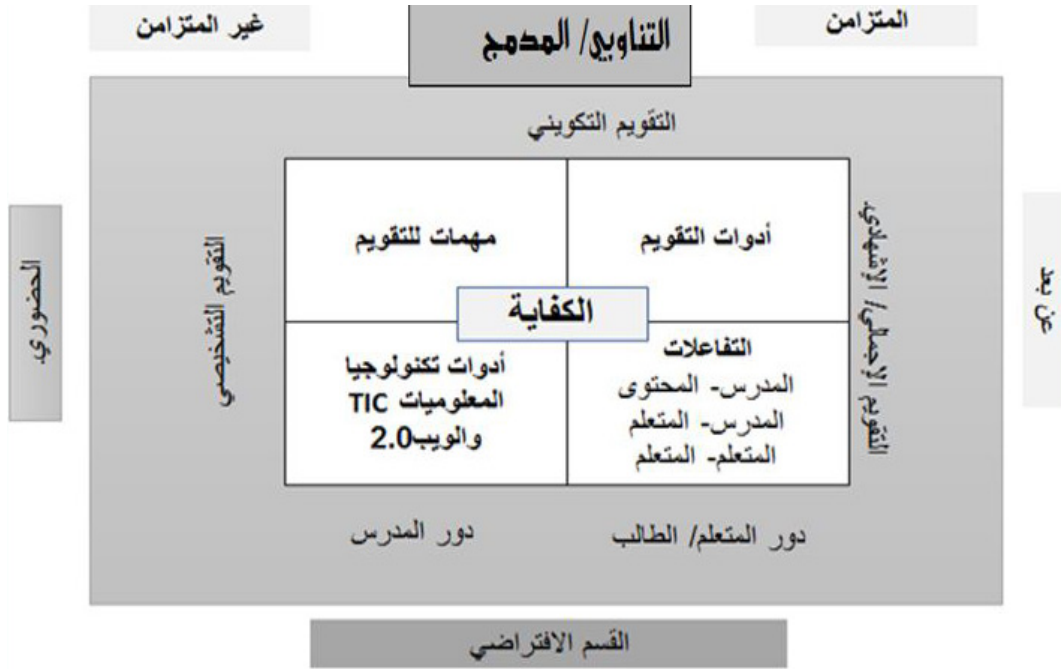 المتزامن
التناوبي/ المدمج
غير المتزامن
التقويم التكويني
عن بعد
التقويم الإجمالي/ الإشهادي.
أدوات التقويم
مهمات للتقويم
التقويم التشخيصي
الحضوري.
الكفاية
التفاعلات
المدرس- المحتوى
المدرس- المتعلم
المتعلم- المتعلم
أدوات تكنولوجيا
المعلوميات TIC
والويب2.0
دور المتعلم/ الطالب
دور المدرس
القسم الافتراضي